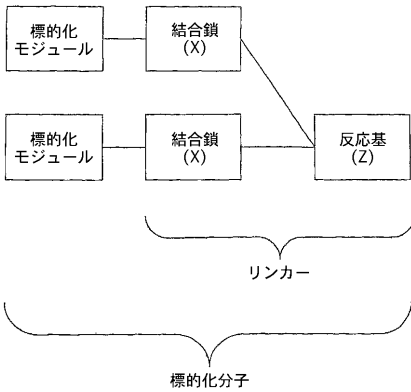 標的化
モジュール
結合鎖
(X)
標的化
モジュール
結合鎖
(X)
反応基
(Z)
リンカー
標的化分子